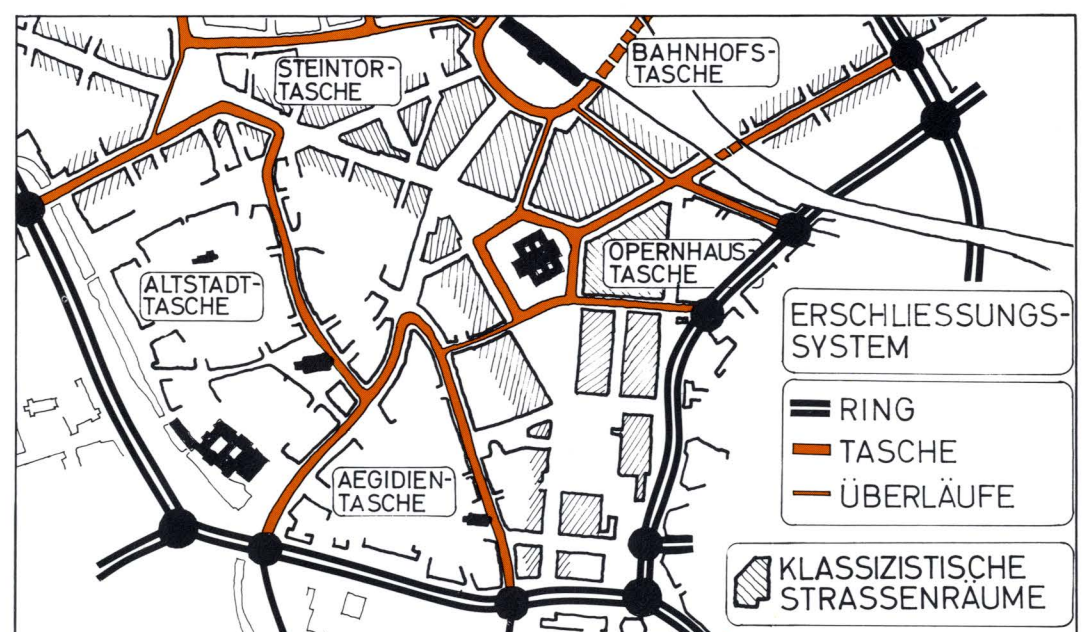 STEINTOR-
TASCHE
BAHNHOFS-
TASCHE
OPERNHAUS-
TASCHE
ALTSTADT-
TASCHE
AEGIDIEN-
TASCHE
ERSCHLIESSUNGS-
SYSTEM
RING
TASCHE
ÜBERLÄUFE
KLASSIZISTISCHE
STRASSENRÄUME